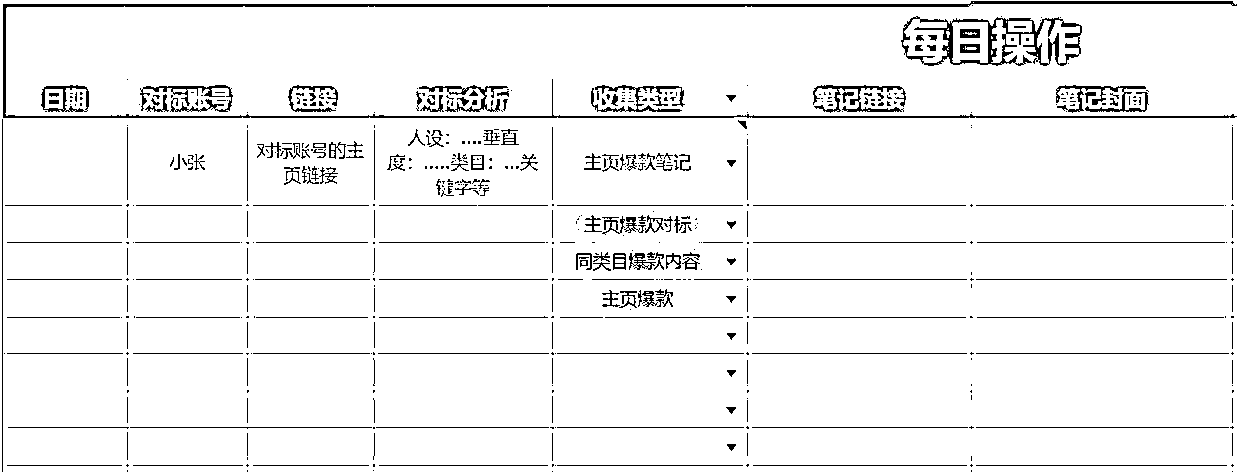 每日操作
日期 对标账号 链接 对标分析 收集类型 笔记链接 笔记封面
小张
对标账号的主
页链接
人设：....垂直
度：.....类目：...关
键字等
主页爆款笔记
主页爆款对标
同类目爆款内容
主页爆款